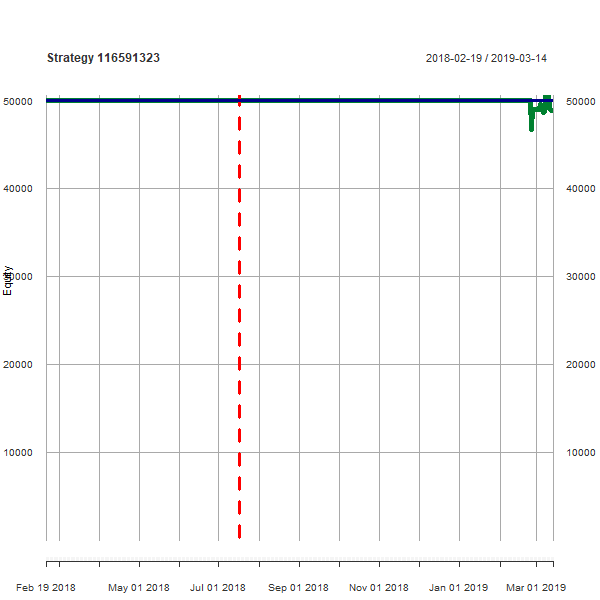 Strategy 116591323
2018-02-19 / 2019-03-14
50000 50000
40000 40000
Equity
30000 30000
20000 20000
10000 10000
Feb 19 2018 May 01 2018 Jul 01 2018 Sep 01 2018 Nov 01 2018 Jan 01 2019 Mar 01 2019